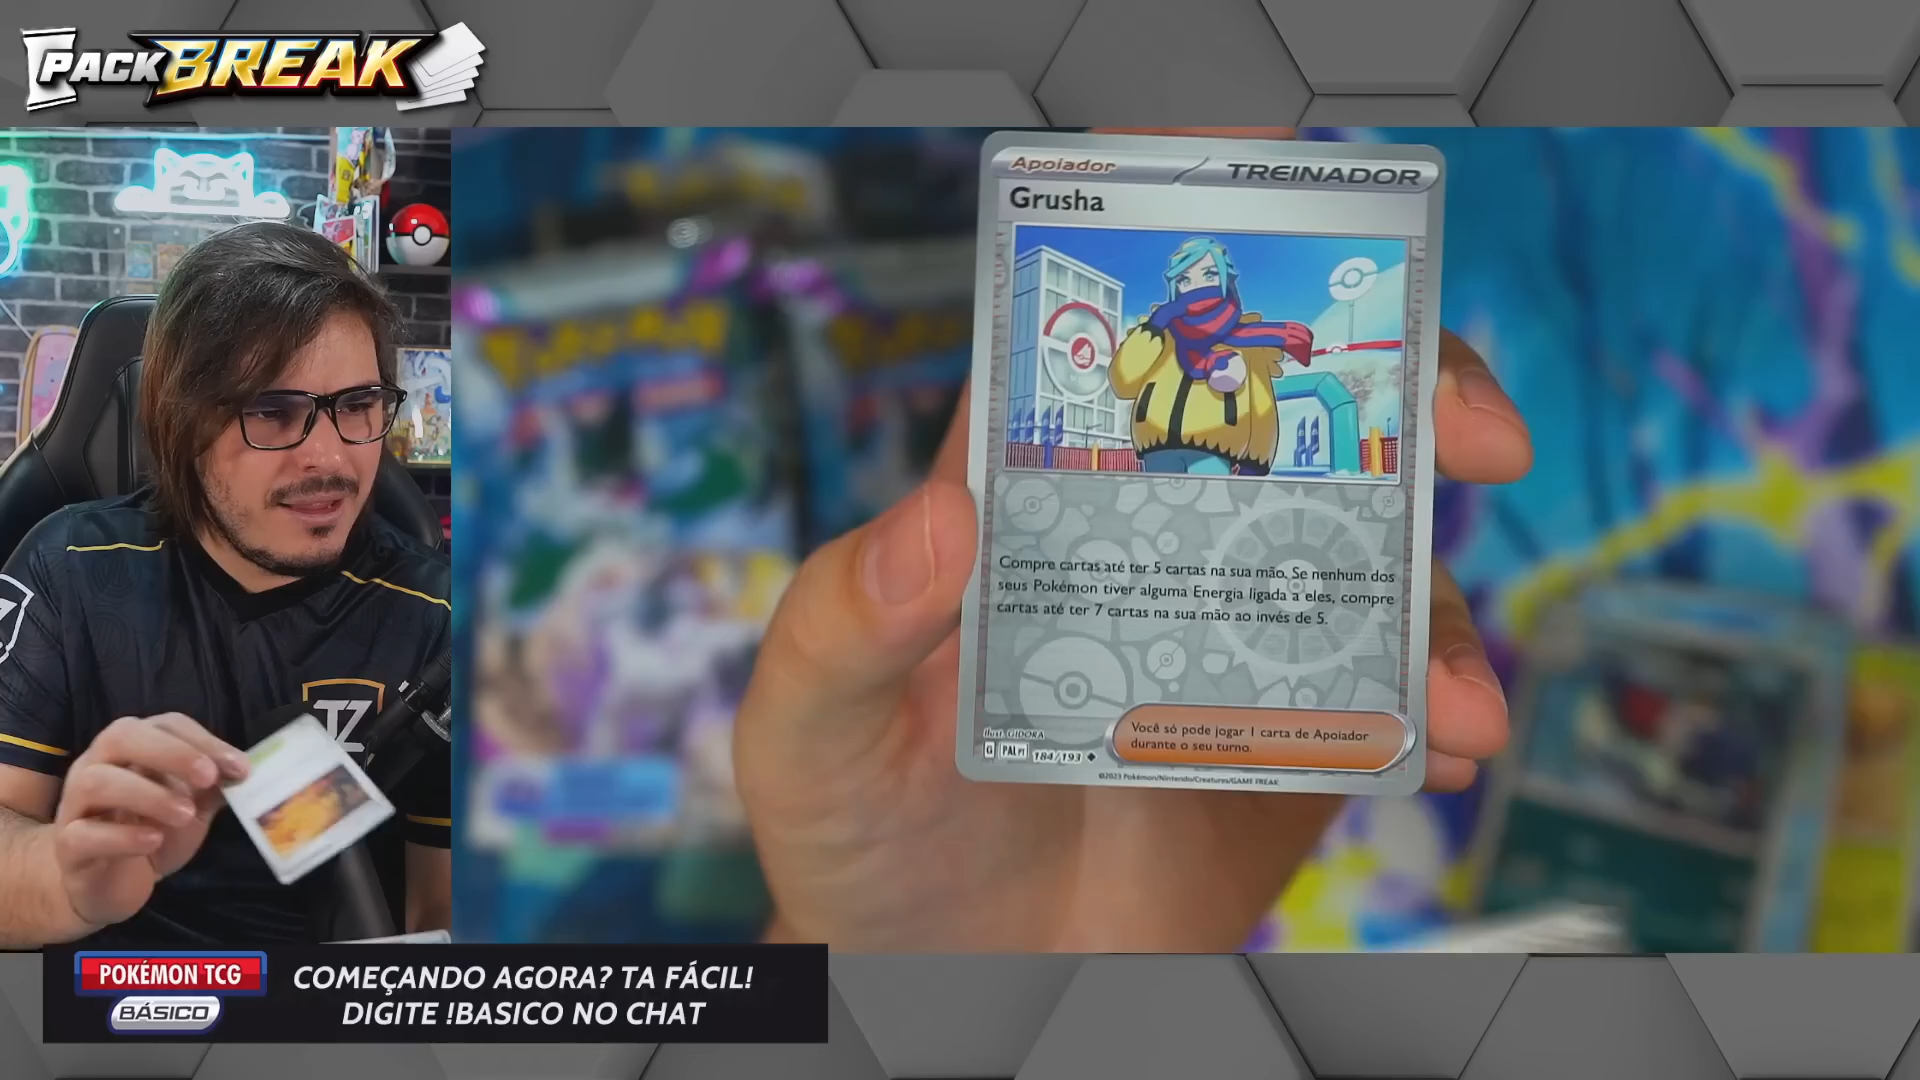 PACK BREAK
Apoiador
TREINADOR
Grusha
Compre cartas até ter 5 cartas na sua mão. Se nenhum dos
seus Pokémon tiver alguma Energia ligada a eles, compre
cartas até ter 7 cartas na sua mão ao invés de 5.
Você só pode jogar 1 carta de Apoiador
durante o seu turno.
Ilust. GIDORA
G PAL PT 184/193
©2023 Pokémon/Nintendo/Creatures/GAME FREAK
TZ
POKÉMON TCG
BÁSICO
COMEÇANDO AGORA? TA FÁCIL!
DIGITE !BASICO NO CHAT